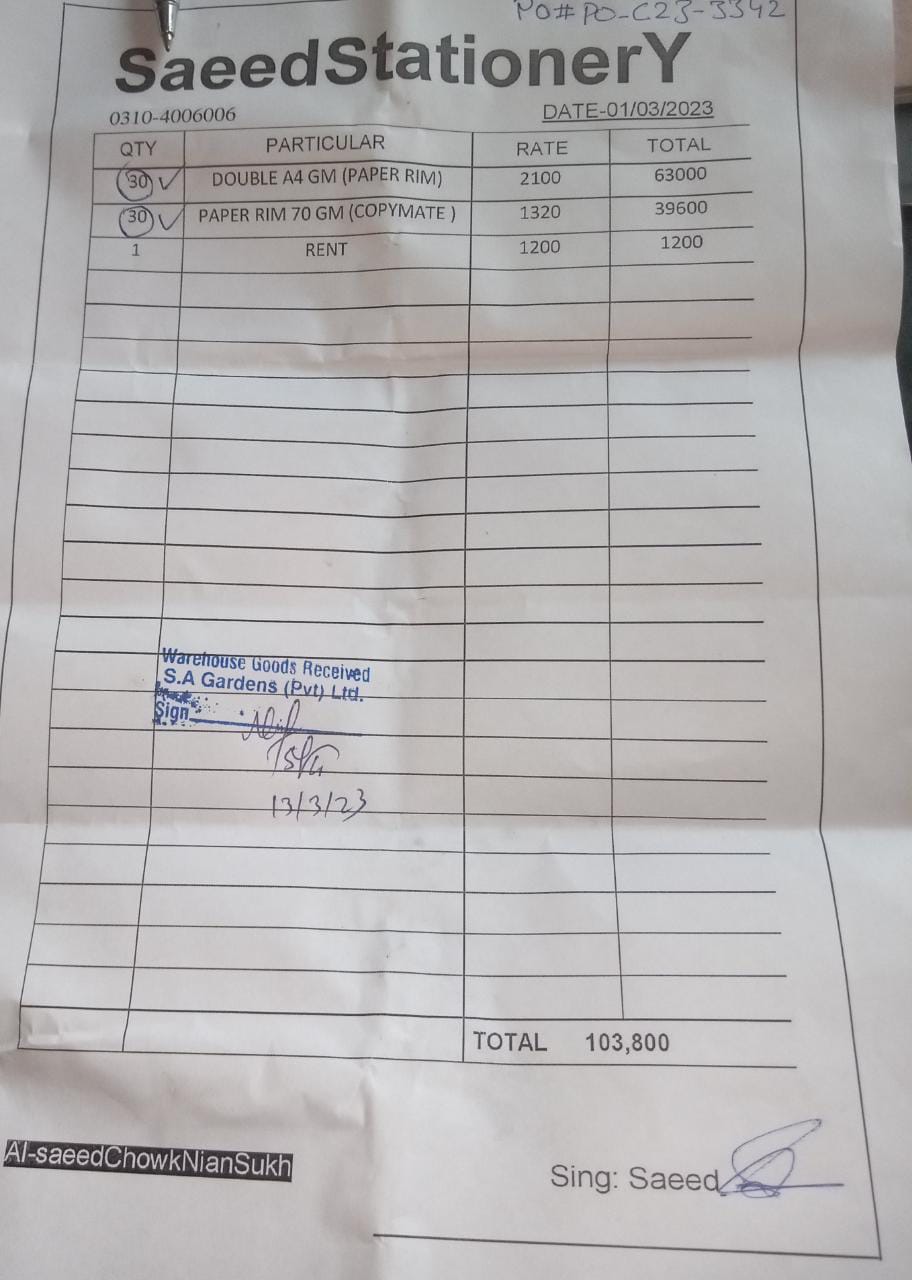 PO# PO-C23-3342
SaeedStationerY
0310-4006006 DATE-01/03/2023
QTY PARTICULAR RATE TOTAL
30 ✓ DOUBLE A4 GM (PAPER RIM) 2100 63000
30 ✓ PAPER RIM 70 GM (COPYMATE ) 1320 39600
1 RENT 1200 1200
Warehouse Goods Received
S.A Gardens (Pvt) Ltd.
Sign
13/3/23
TOTAL 103,800
Al-saeedChowkNianSukh
Sing: Saeed